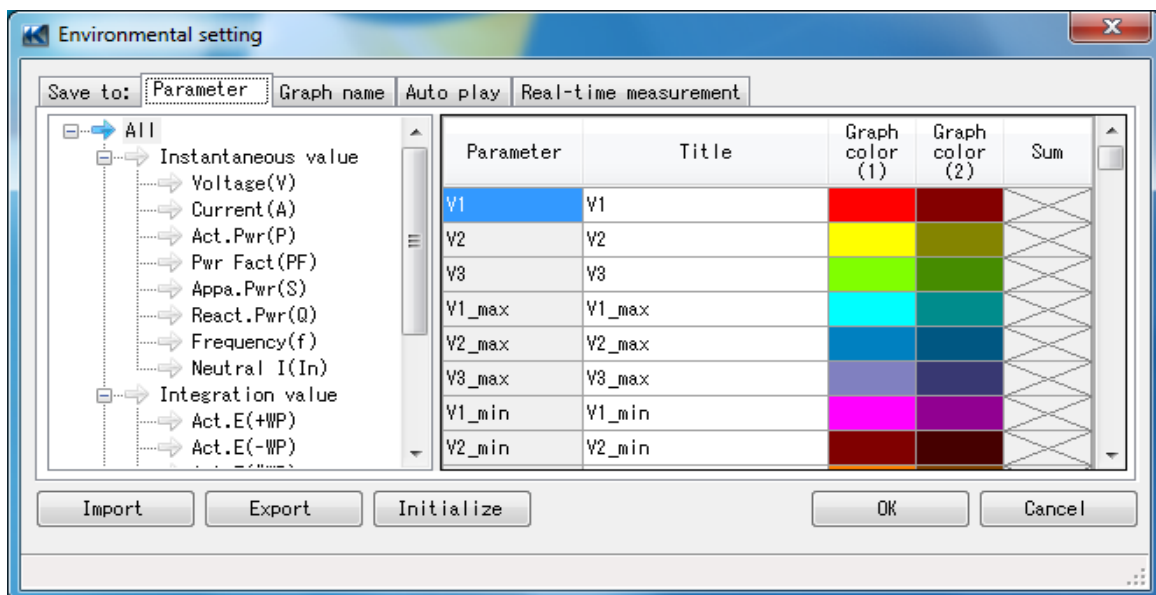 Environmental setting
Save to: Parameter Graph name Auto play Real-time measurement
All
Instantaneous value
Voltage(V)
Current(A)
Act.Pwr(P)
Pwr Fact(PF)
Appa.Pwr(S)
React.Pwr(Q)
Frequency(f)
Neutral I(In)
Integration value
Act.E(+WP)
Act.E(-WP)
Parameter Title Graph color (1) Graph color (2) Sum
V1 V1
V2 V2
V3 V3
V1_max V1_max
V2_max V2_max
V3_max V3_max
V1_min V1_min
V2_min V2_min
Import Export Initialize OK Cancel